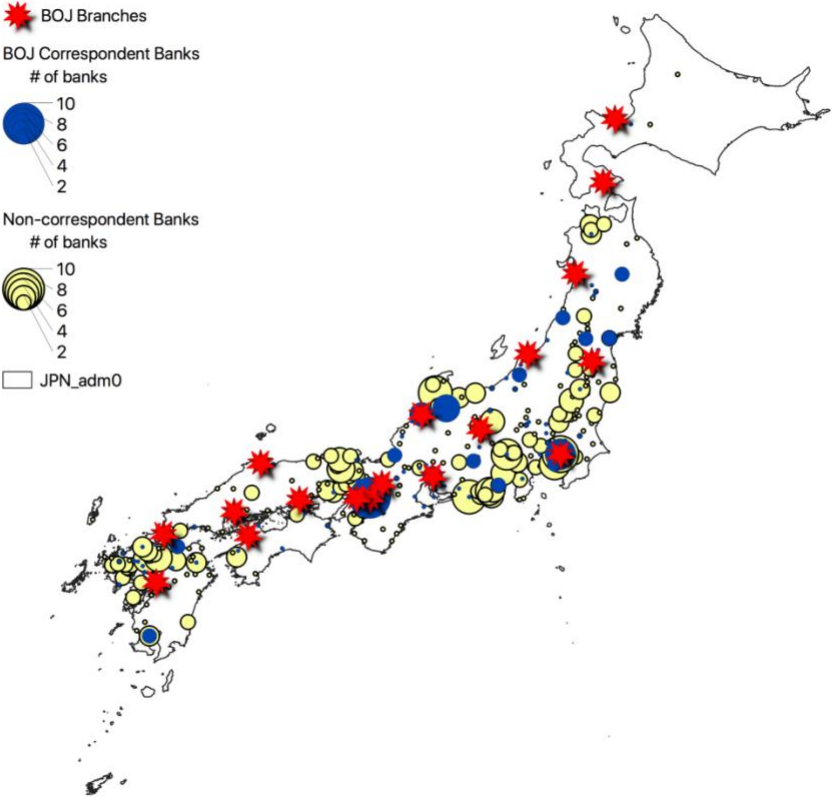 BOJ Branches
BOJ Correspondent Banks
# of banks
10
8
6
4
2
Non-correspondent Banks
# of banks
10
8
6
4
2
JPN_adm0